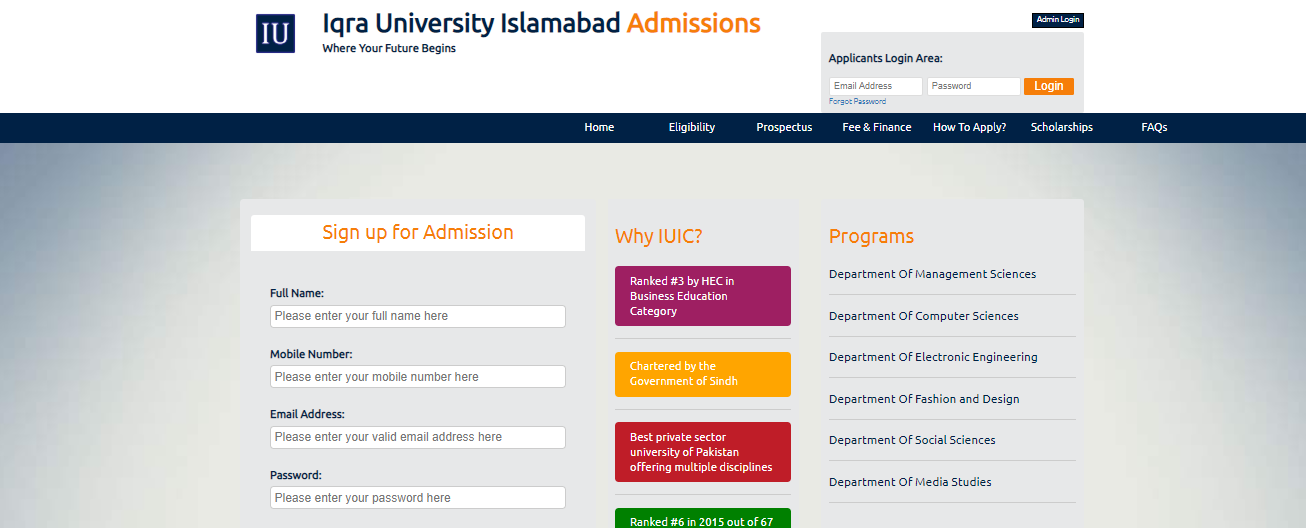 IU
Iqra University Islamabad Admissions
Where Your Future Begins
Admin Login
Applicants Login Area:
Email Address
Password
Login
Forgot Password
Home
Eligibility
Prospectus
Fee & Finance
How To Apply?
Scholarships
FAQs
Sign up for Admission
Full Name:
Please enter your full name here
Mobile Number:
Please enter your mobile number here
Email Address:
Please enter your valid email address here
Password:
Please enter your password here
Why IUIC?
Ranked #3 by HEC in
Business Education
Category
Chartered by the
Government of Sindh
Best private sector
university of Pakistan
offering multiple disciplines
Ranked #6 in 2015 out of 67
Programs
Department Of Management Sciences
Department Of Computer Sciences
Department Of Electronic Engineering
Department Of Fashion and Design
Department Of Social Sciences
Department Of Media Studies